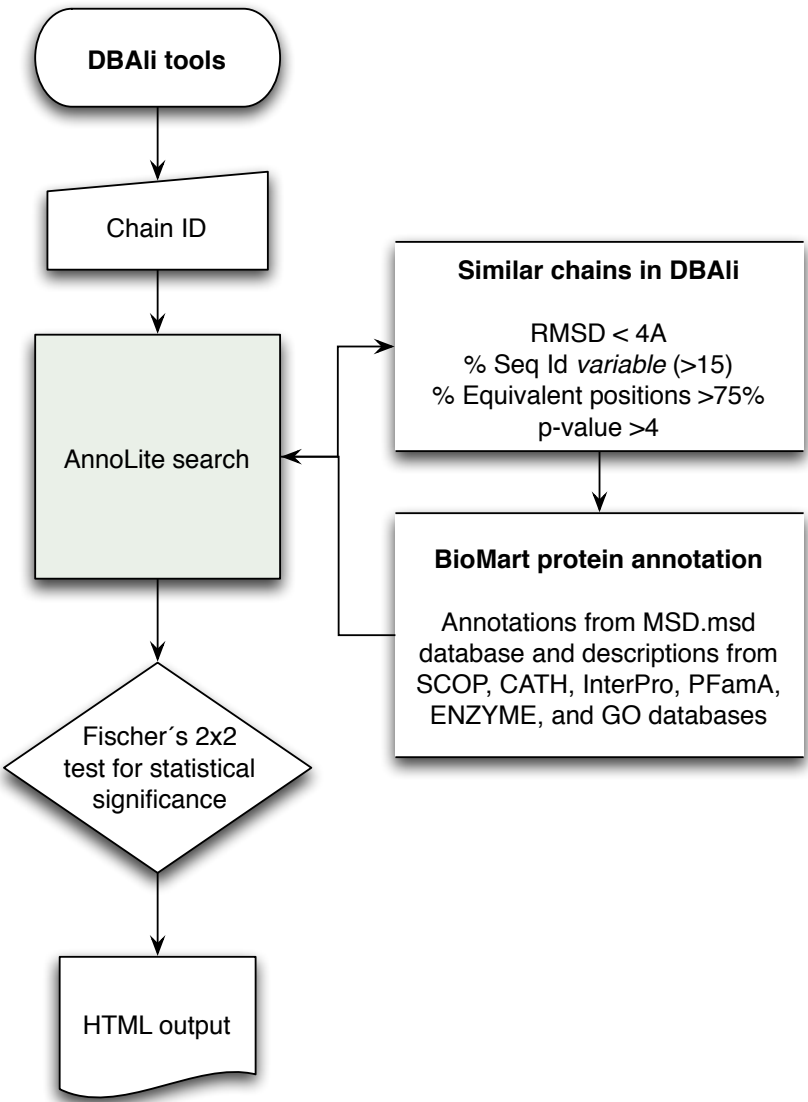 DBAli tools
Chain ID
AnnoLite search
Similar chains in DBAli
RMSD < 4A
% Seq Id variable (>15)
% Equivalent positions >75%
p-value >4
BioMart protein annotation
Annotations from MSD.msd
database and descriptions from
SCOP, CATH, InterPro, PFamA,
ENZYME, and GO databases
Fischer´s 2x2
test for statistical
significance
HTML output